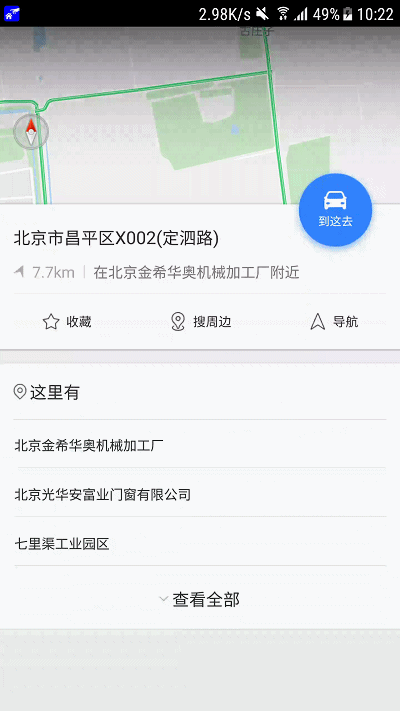 2.98K/s 49% 10:22
到这去
北京市昌平区X002(定泗路)
7.7km | 在北京金希华奥机械加工厂附近
收藏 搜周边 导航
这里有
北京金希华奥机械加工厂
北京光华安富业门窗有限公司
七里渠工业园区
查看全部